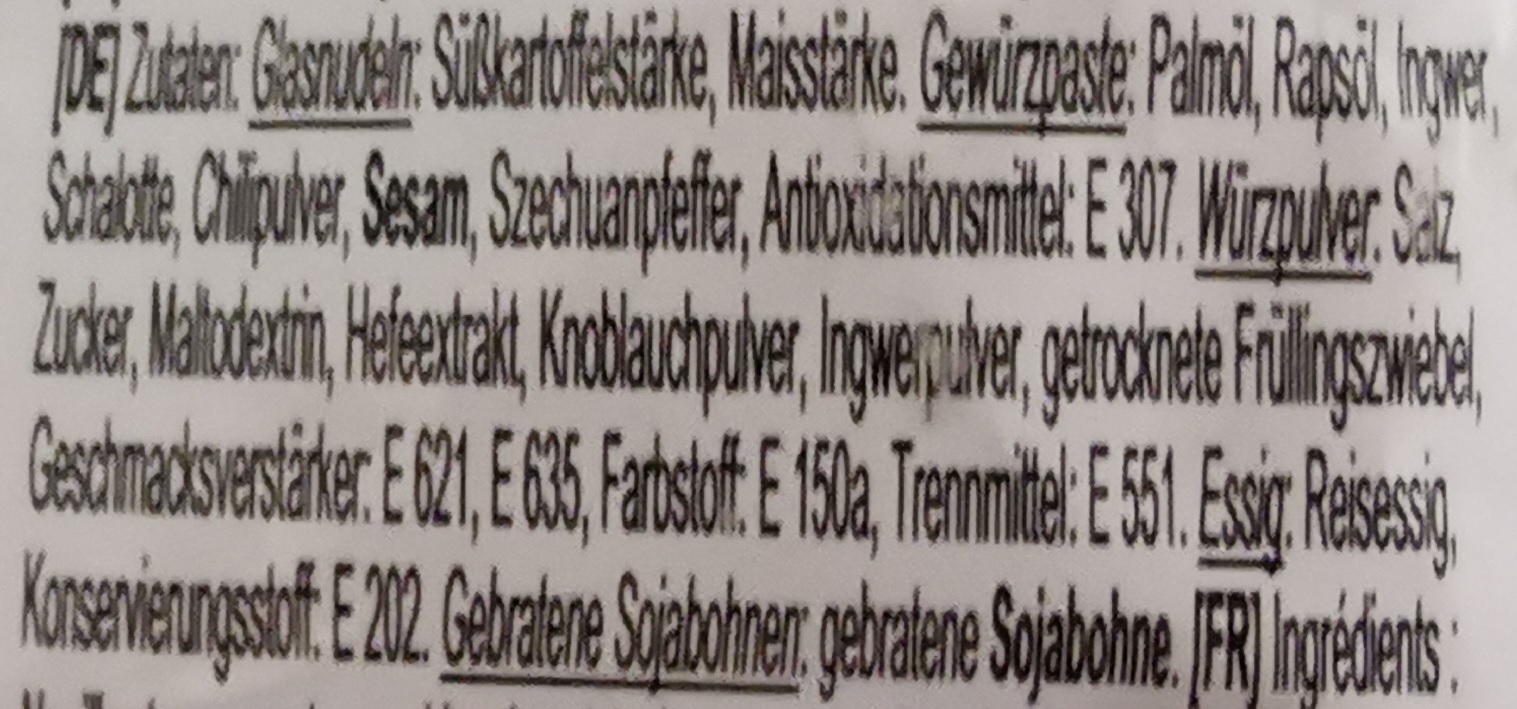 [DE] Zutaten: Glasnudeln: Süßkartoffelstärke, Maisstärke. Gewürzpaste: Palmöl, Rapsöl, Ingwer,
Schalotte, Chilipulver, Sesam, Szechuanpfeffer, Antioxidationsmittel: E 307. Würzpulver: Salz,
Zucker, Maltodextrin, Hefeextrakt, Knoblauchpulver, Ingwerpulver, getrocknete Früllingszwiebel,
Geschmacksverstärker: E 621, E 635, Farbstoff: E 150a, Trennmittel: E 551. Essig: Reisessig,
Konservierungsstoff: E 202. Gebratene Sojabohnen: gebratene Sojabohne. [FR] Ingrédients :